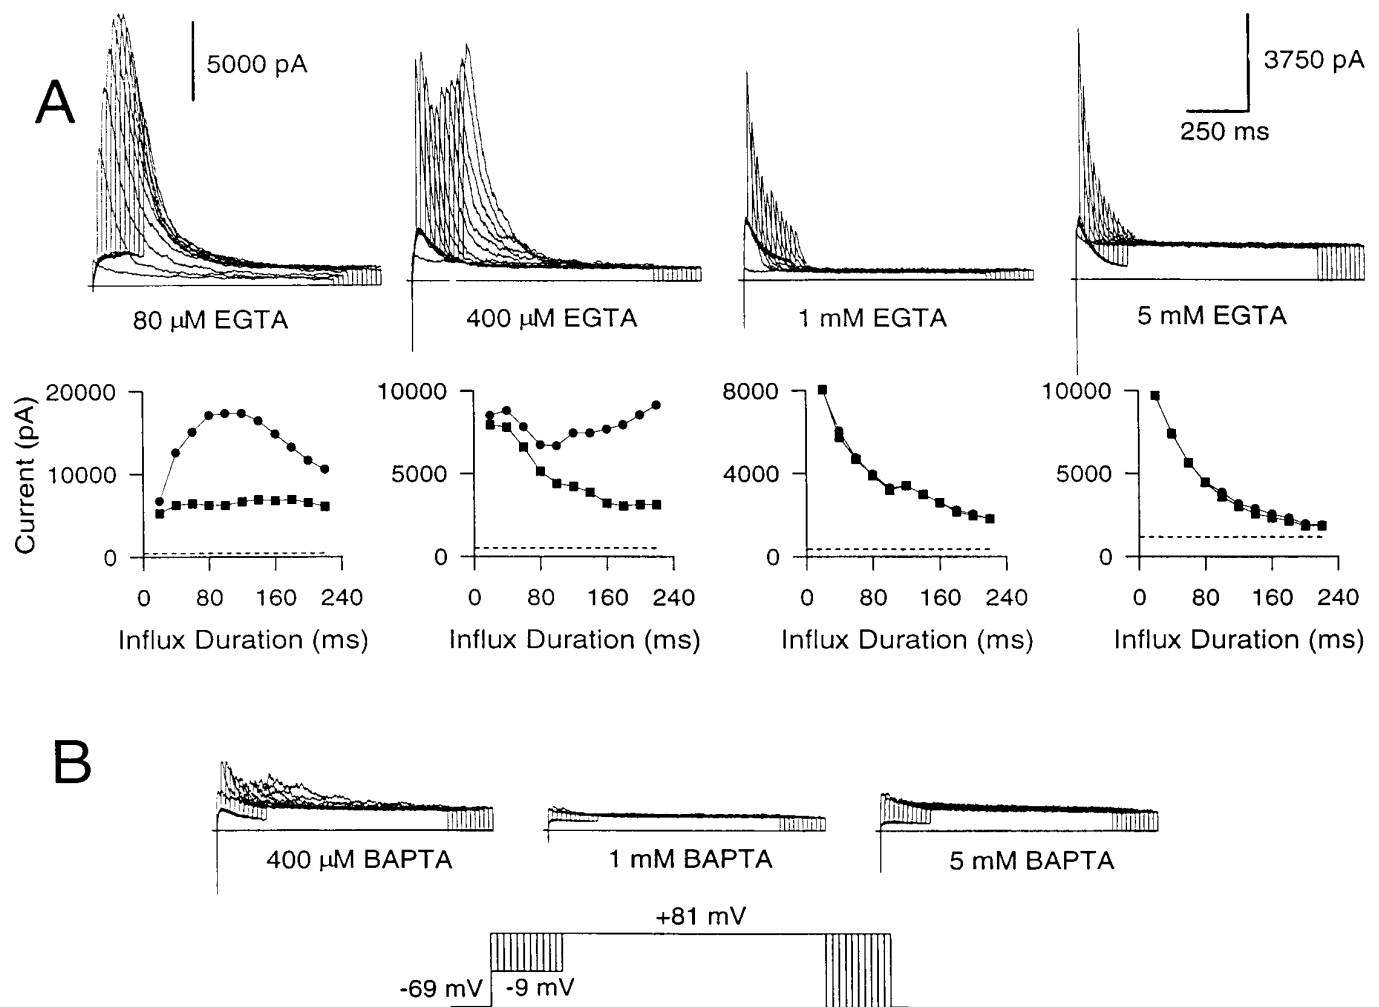 A
5000 pA
3750 pA
250 ms
80 μM EGTA
400 μM EGTA
1 mM EGTA
5 mM EGTA
Current (pA)
20000
10000
0
0 80 160 240
Influx Duration (ms)
10000
5000
0
0 80 160 240
Influx Duration (ms)
8000
4000
0
0 80 160 240
Influx Duration (ms)
10000
5000
0
0 80 160 240
Influx Duration (ms)
B
400 μM BAPTA
1 mM BAPTA
5 mM BAPTA
+81 mV
-69 mV
-9 mV